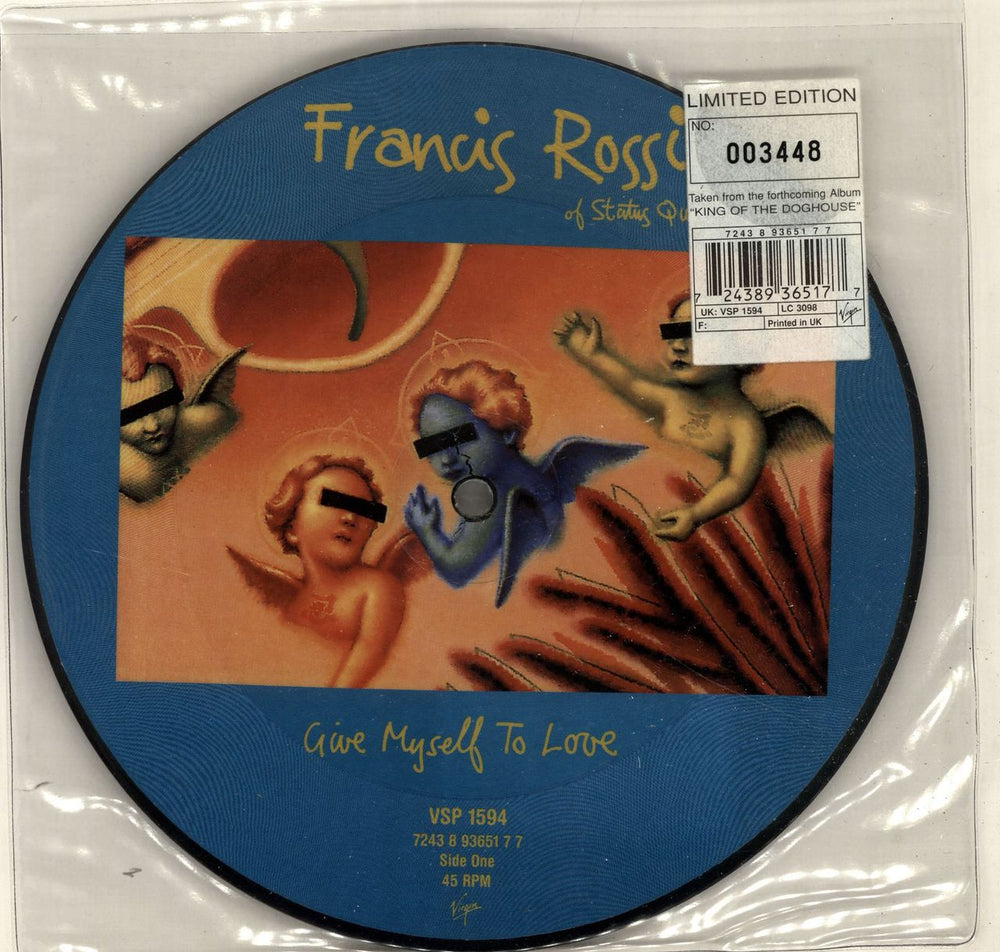 Francis Rossi
of Status Qu
LIMITED EDITION
NO:
003448
Taken from the forthcoming Album
"KING OF THE DOGHOUSE"
7243 8 93651 7 7
7 24389 36517 7
UK: VSP 1594 LC 3098
F: Printed in UK
Virgin
Give Myself To Love
VSP 1594
7243 8 93651 7 7
Side One
45 RPM
Virgin